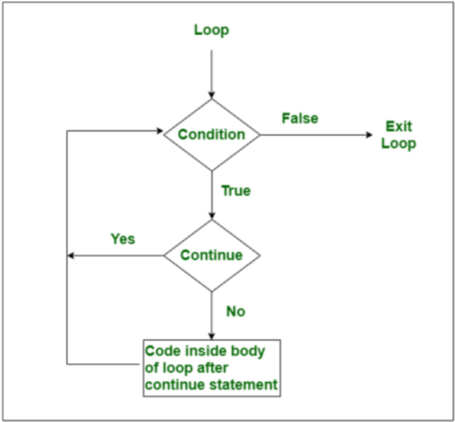 Loop
Condition
False
Exit
Loop
True
Yes
Continue
No
Code inside body
of loop after
continue statement